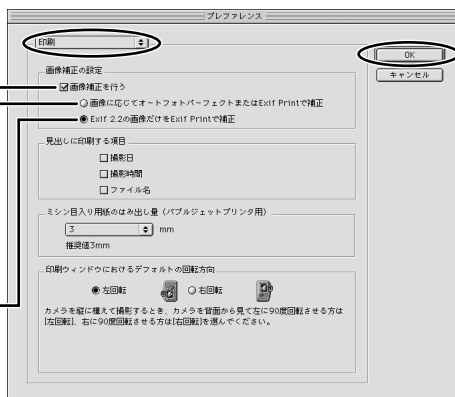 プレファレンス
印刷
OK
キャンセル
画像補正の設定
画像補正を行う
画像に応じてオートフォトパーフェクトまたはExif Printで補正
Exif 2.2の画像だけをExif Printで補正
見出しに印刷する項目
撮影日
撮影時間
ファイル名
ミシン目入り用紙のはみ出し量（バブルジェットプリンタ用）
3 mm
推奨値3mm
印刷ウィンドウにおけるデフォルトの回転方向
左回転 右回転
カメラを縦に構えて撮影するとき、カメラを背面から見て左に90度回転させる方は
[左回転]、右に90度回転させる方は[右回転]を選んでください。